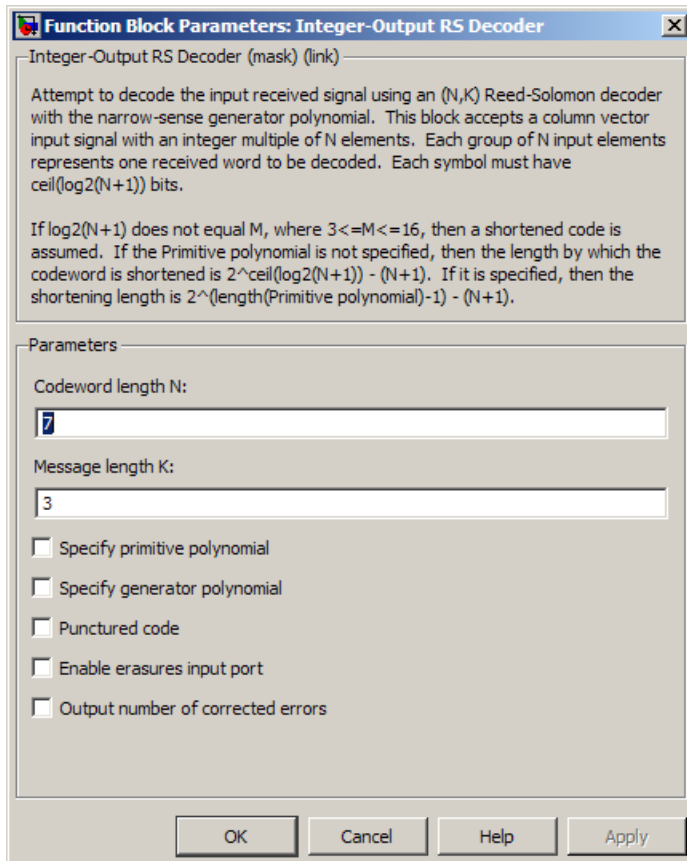 Function Block Parameters: Integer-Output RS Decoder
Integer-Output RS Decoder (mask) (link)
Attempt to decode the input received signal using an (N,K) Reed-Solomon decoder
with the narrow-sense generator polynomial.  This block accepts a column vector
input signal with an integer multiple of N elements.  Each group of N input elements
represents one received word to be decoded.  Each symbol must have
ceil(log2(N+1)) bits.
If log2(N+1) does not equal M, where 3<=M<=16, then a shortened code is
assumed.  If the Primitive polynomial is not specified, then the length by which the
codeword is shortened is 2^ceil(log2(N+1)) - (N+1).  If it is specified, then the
shortening length is 2^(length(Primitive polynomial)-1) - (N+1).
Parameters
Codeword length N:
7
Message length K:
3
Specify primitive polynomial
Specify generator polynomial
Punctured code
Enable erasures input port
Output number of corrected errors
OK Cancel Help Apply